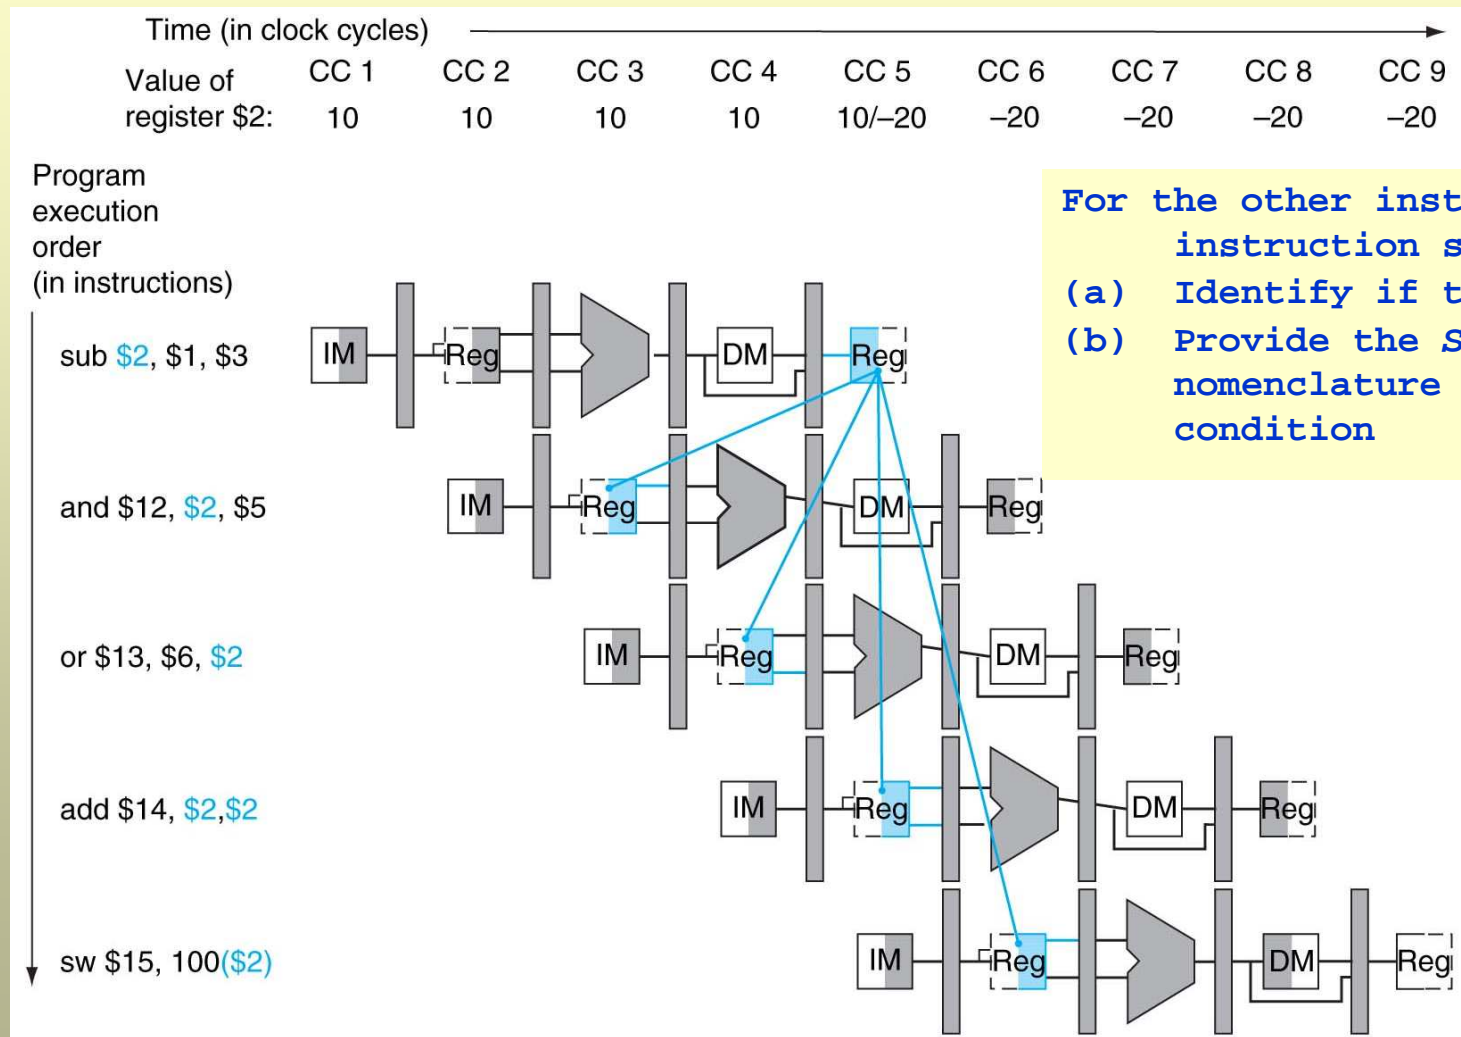 Time (in clock cycles)
Value of register $2:
CC 1 CC 2 CC 3 CC 4 CC 5 CC 6 CC 7 CC 8 CC 9
10 10 10 10 10/–20 –20 –20 –20 –20
Program
execution
order
(in instructions)
For the other inst
instruction s
(a) Identify if t
(b) Provide the S
nomenclature
condition
sub $2, $1, $3
IM Reg DM Reg
and $12, $2, $5
IM Reg DM Reg
or $13, $6, $2
IM Reg DM Reg
add $14, $2,$2
IM Reg DM Reg
sw $15, 100($2)
IM Reg DM Reg